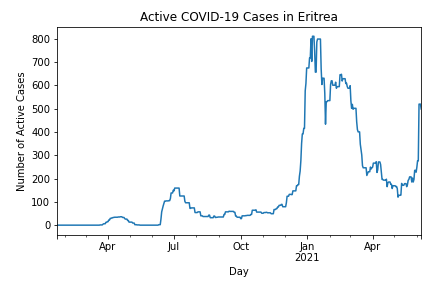 Active COVID-19 Cases in Eritrea
Number of Active Cases
800
700
600
500
400
300
200
100
0
Apr
Jul
Oct
Jan
2021
Apr
Day